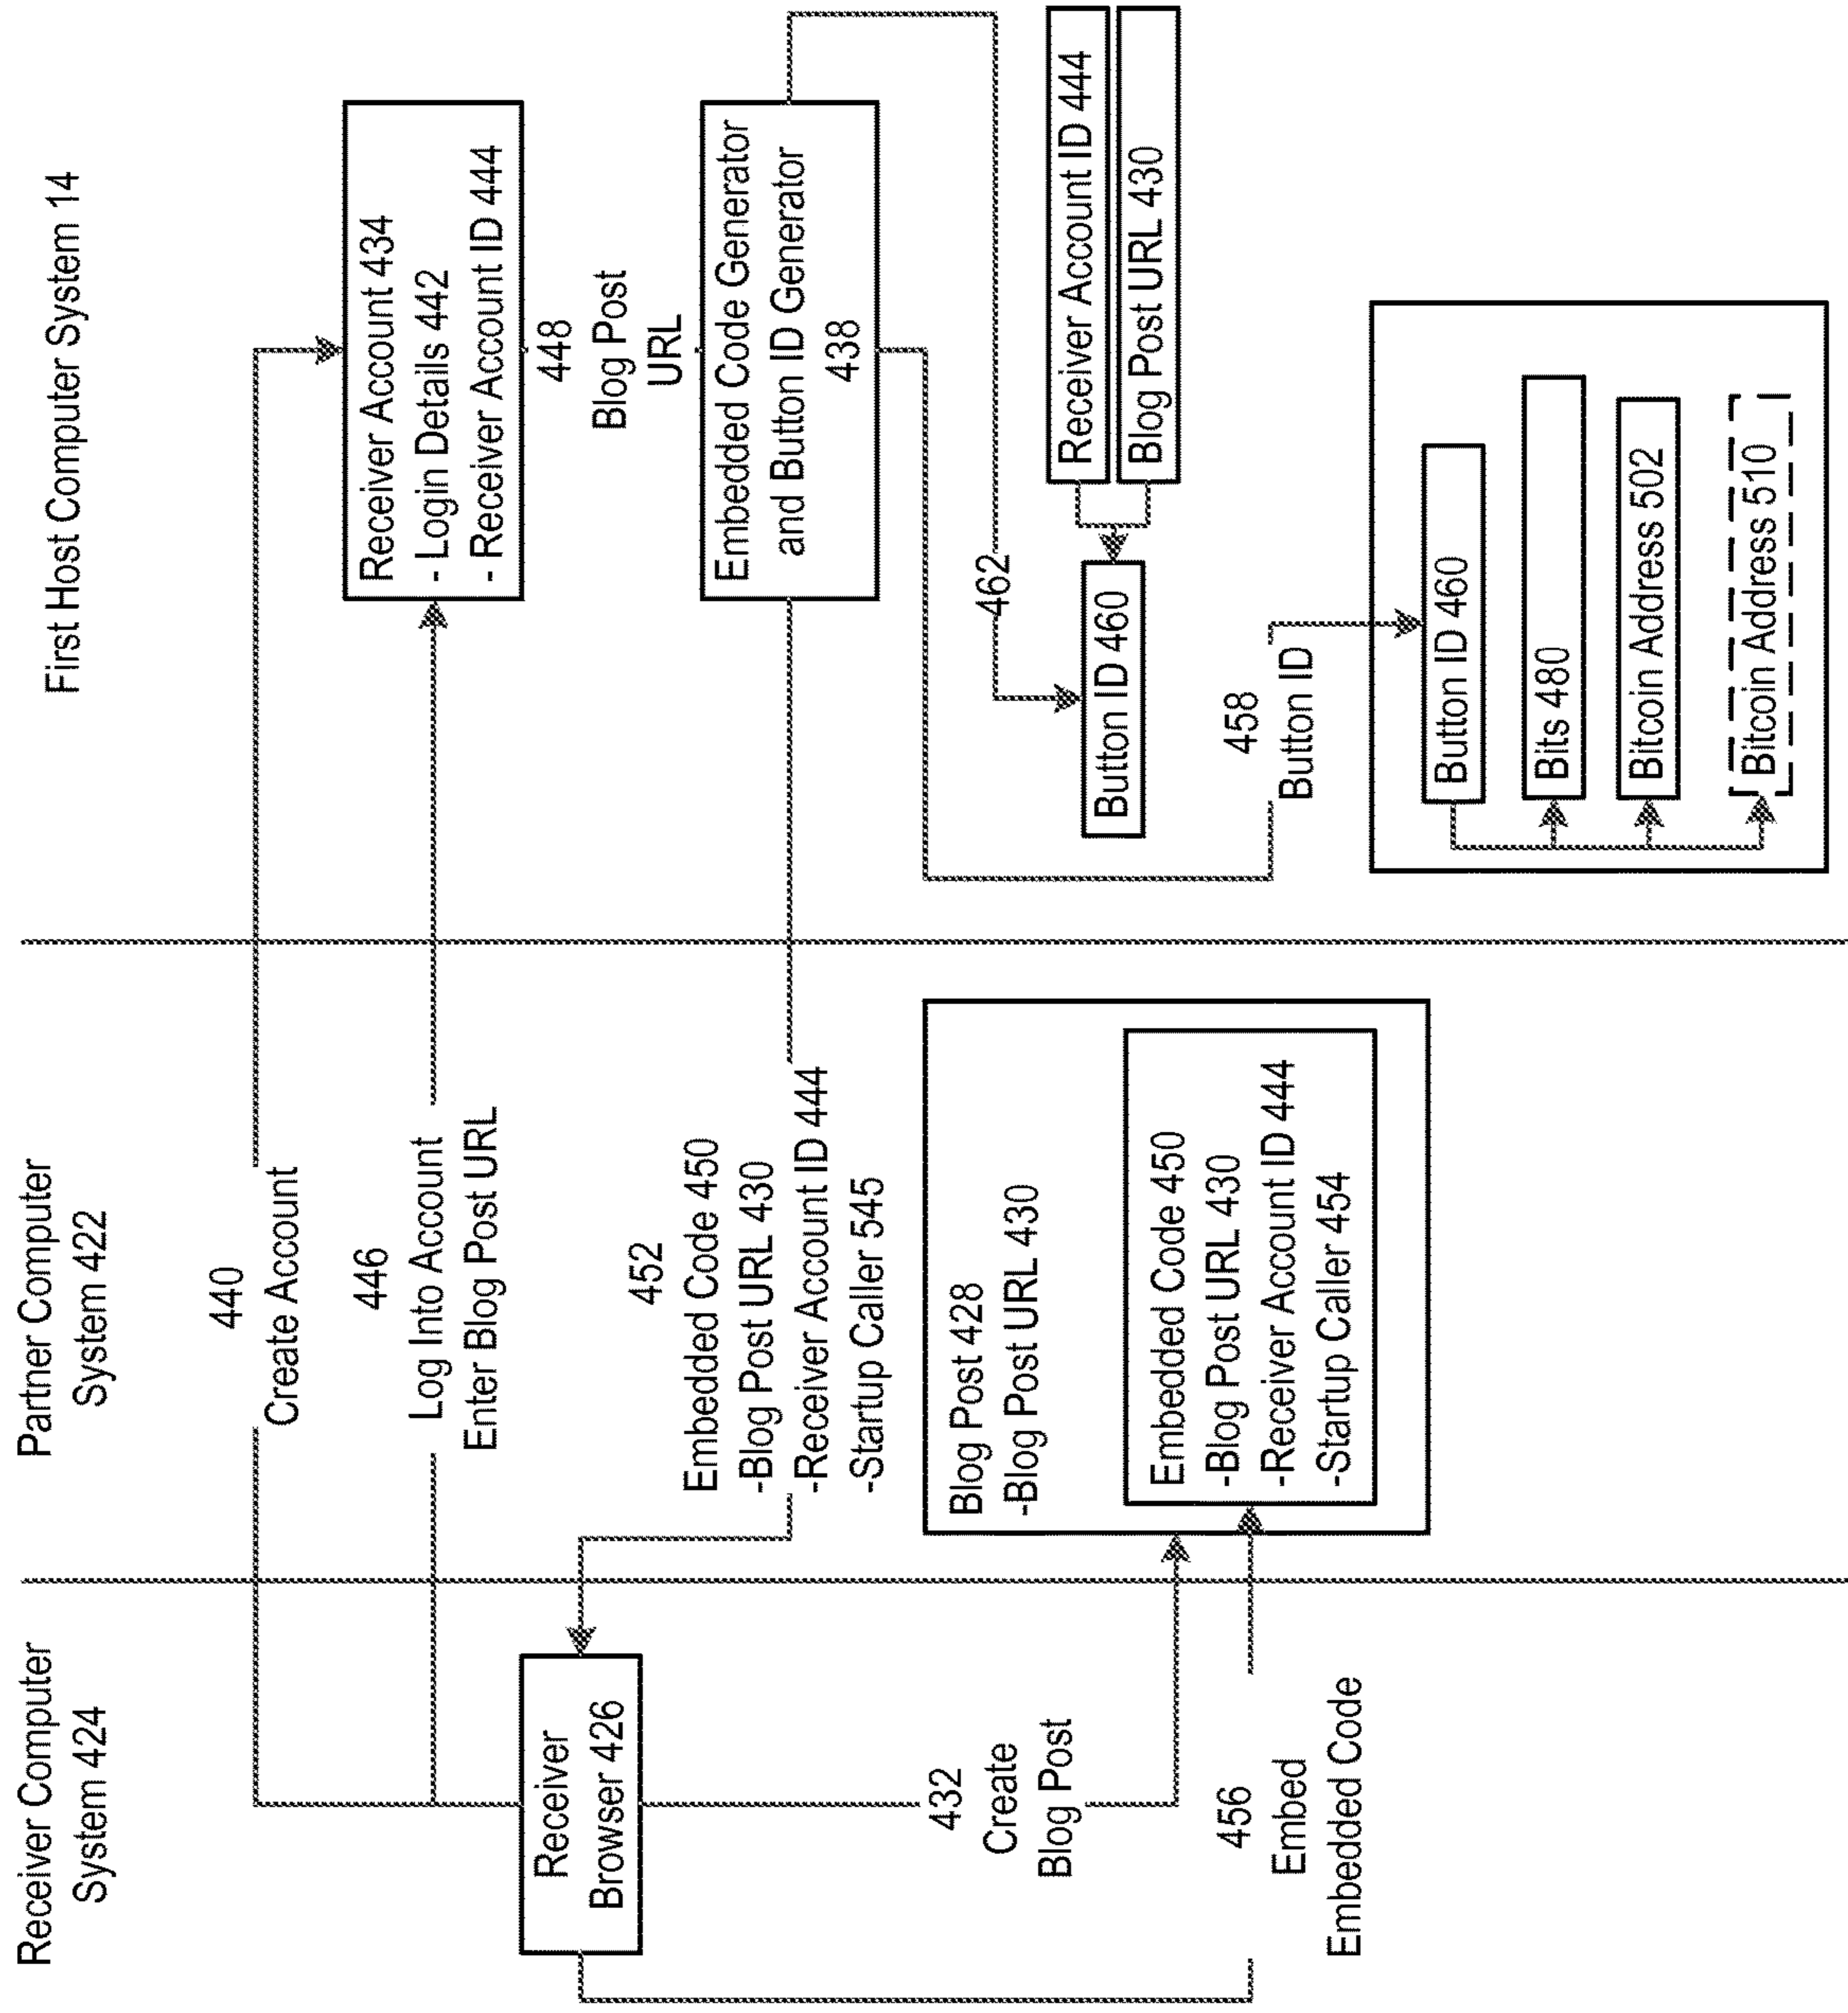 Receiver Computer
System 424
Partner Computer
System 422
First Host Computer System 14
440
Create Account
446
Log Into Account
Enter Blog Post URL
Receiver Account 434
- Login Details 442
- Receiver Account ID 444
448
Blog Post
URL
Receiver
Browser 426
452
Embedded Code 450
-Blog Post URL 430
-Receiver Account ID 444
-Startup Caller 545
Embedded Code Generator
and Button ID Generator
438
432
Create
Blog Post
Blog Post 428
-Blog Post URL 430
Embedded Code 450
-Blog Post URL 430
-Receiver Account ID 444
-Startup Caller 454
456
Embed
Embedded Code
462
Button ID 460
Receiver Account ID 444
Blog Post URL 430
458
Button ID
Button ID 460
Bits 480
Bitcoin Address 502
Bitcoin Address 510